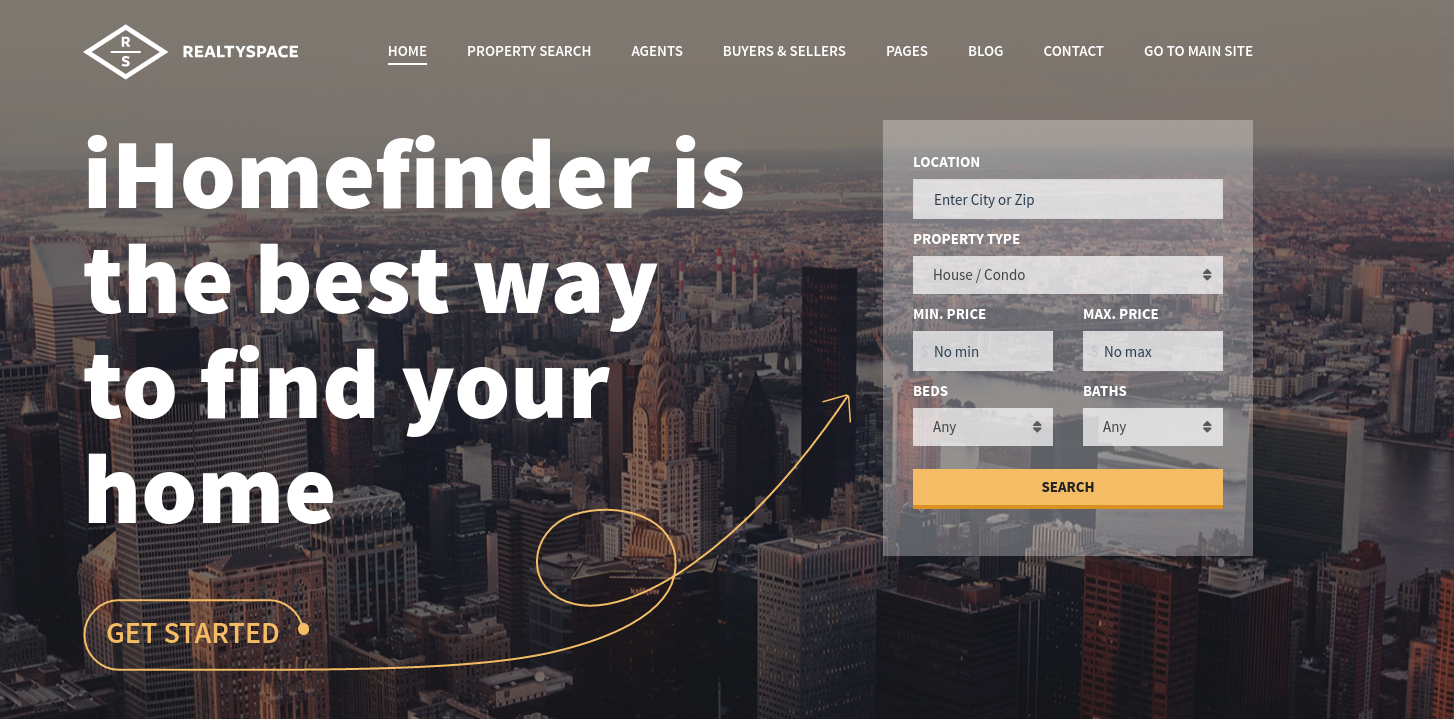 R
S
REALTYSPACE
HOME PROPERTY SEARCH AGENTS BUYERS & SELLERS PAGES BLOG CONTACT GO TO MAIN SITE
iHomefinder is
the best way
to find your
home
GET STARTED
LOCATION
Enter City or Zip
PROPERTY TYPE
House / Condo
MIN. PRICE MAX. PRICE
$ No min $ No max
BEDS BATHS
Any Any
SEARCH